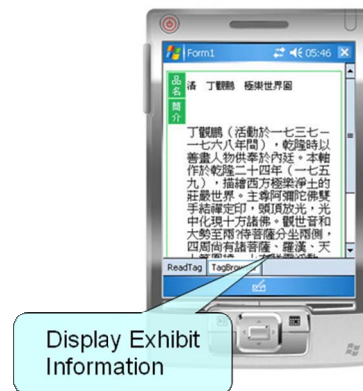 Form1
05:46
品名
清 丁觀鵬 極樂世界圖
簡介
丁觀鵬（活動於一七三七－
一七六八年間），乾隆時以
善畫人物供奉於內廷。本軸
作於乾隆二十四年（一七五
九），描繪西方極樂淨土的
莊嚴世界。主尊阿彌陀佛雙
手結禪定印，頭頂放光，光
中化現十方諸佛。觀世音和
大勢至兩?侍菩薩分坐兩側，
四周尚有諸菩薩、羅漢、天
ReadTag
Display Exhibit
Information